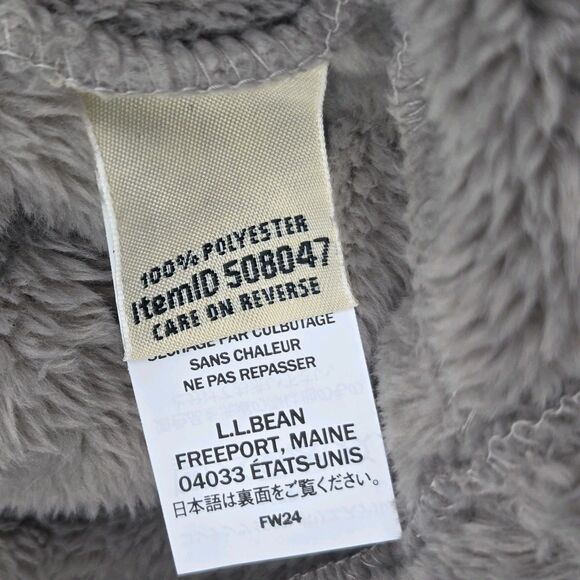 100% POLYESTER
ItemID 508047
CARE ON REVERSE
SÉCHAGE PAR CULBUTAGE
SANS CHALEUR
NE PAS REPASSER
L.L.BEAN
FREEPORT, MAINE
04033 ÉTATS-UNIS
日本語は裏面をご覧ください。
FW24